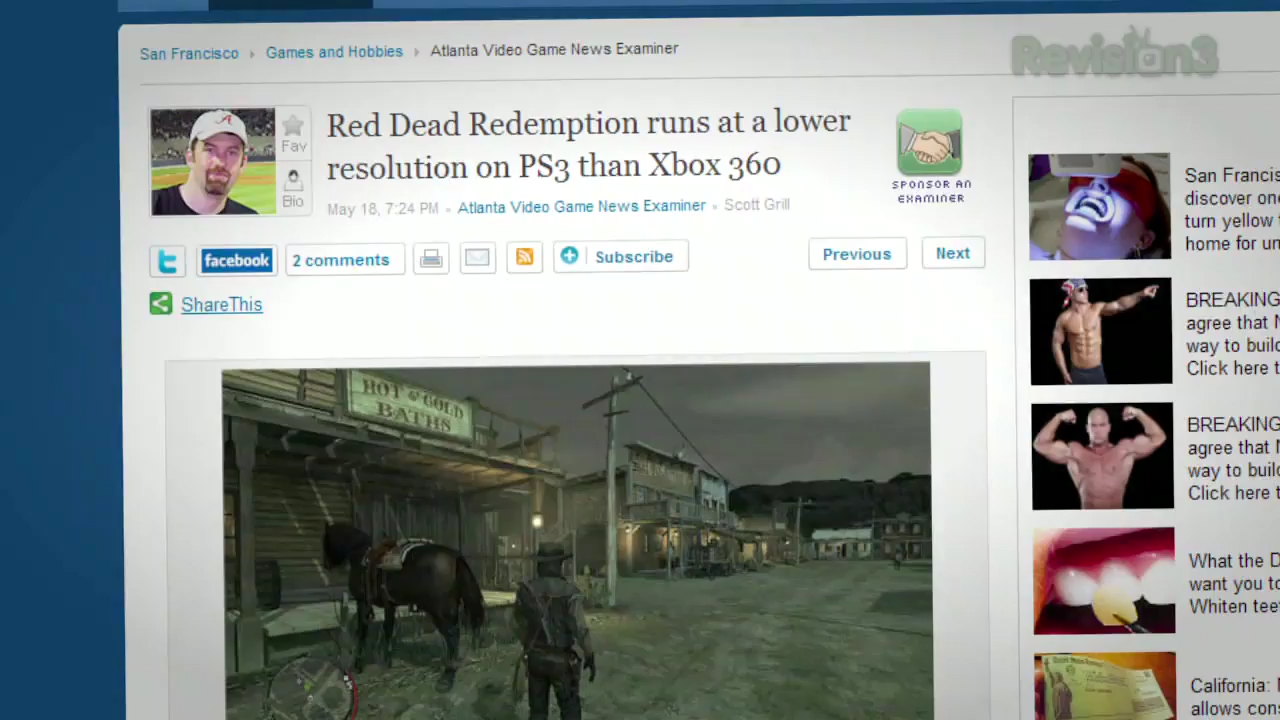 Revision3
San Francisco Games and Hobbies Atlanta Video Game News Examiner
Red Dead Redemption runs at a lower
resolution on PS3 than Xbox 360
Fav
Bio
May 18, 7:24 PM Atlanta Video Game News Examiner Scott Grill
SPONSOR AN
EXAMINER
facebook
2 comments
Subscribe
Previous
Next
ShareThis
HOT & COLD
BATHS
San Francis
discover one
turn yellow
home for un
BREAKING
agree that
way to build
Click here t
BREAKING
agree that
way to build
Click here t
What the D
want you to
Whiten tee
California:
allows cons